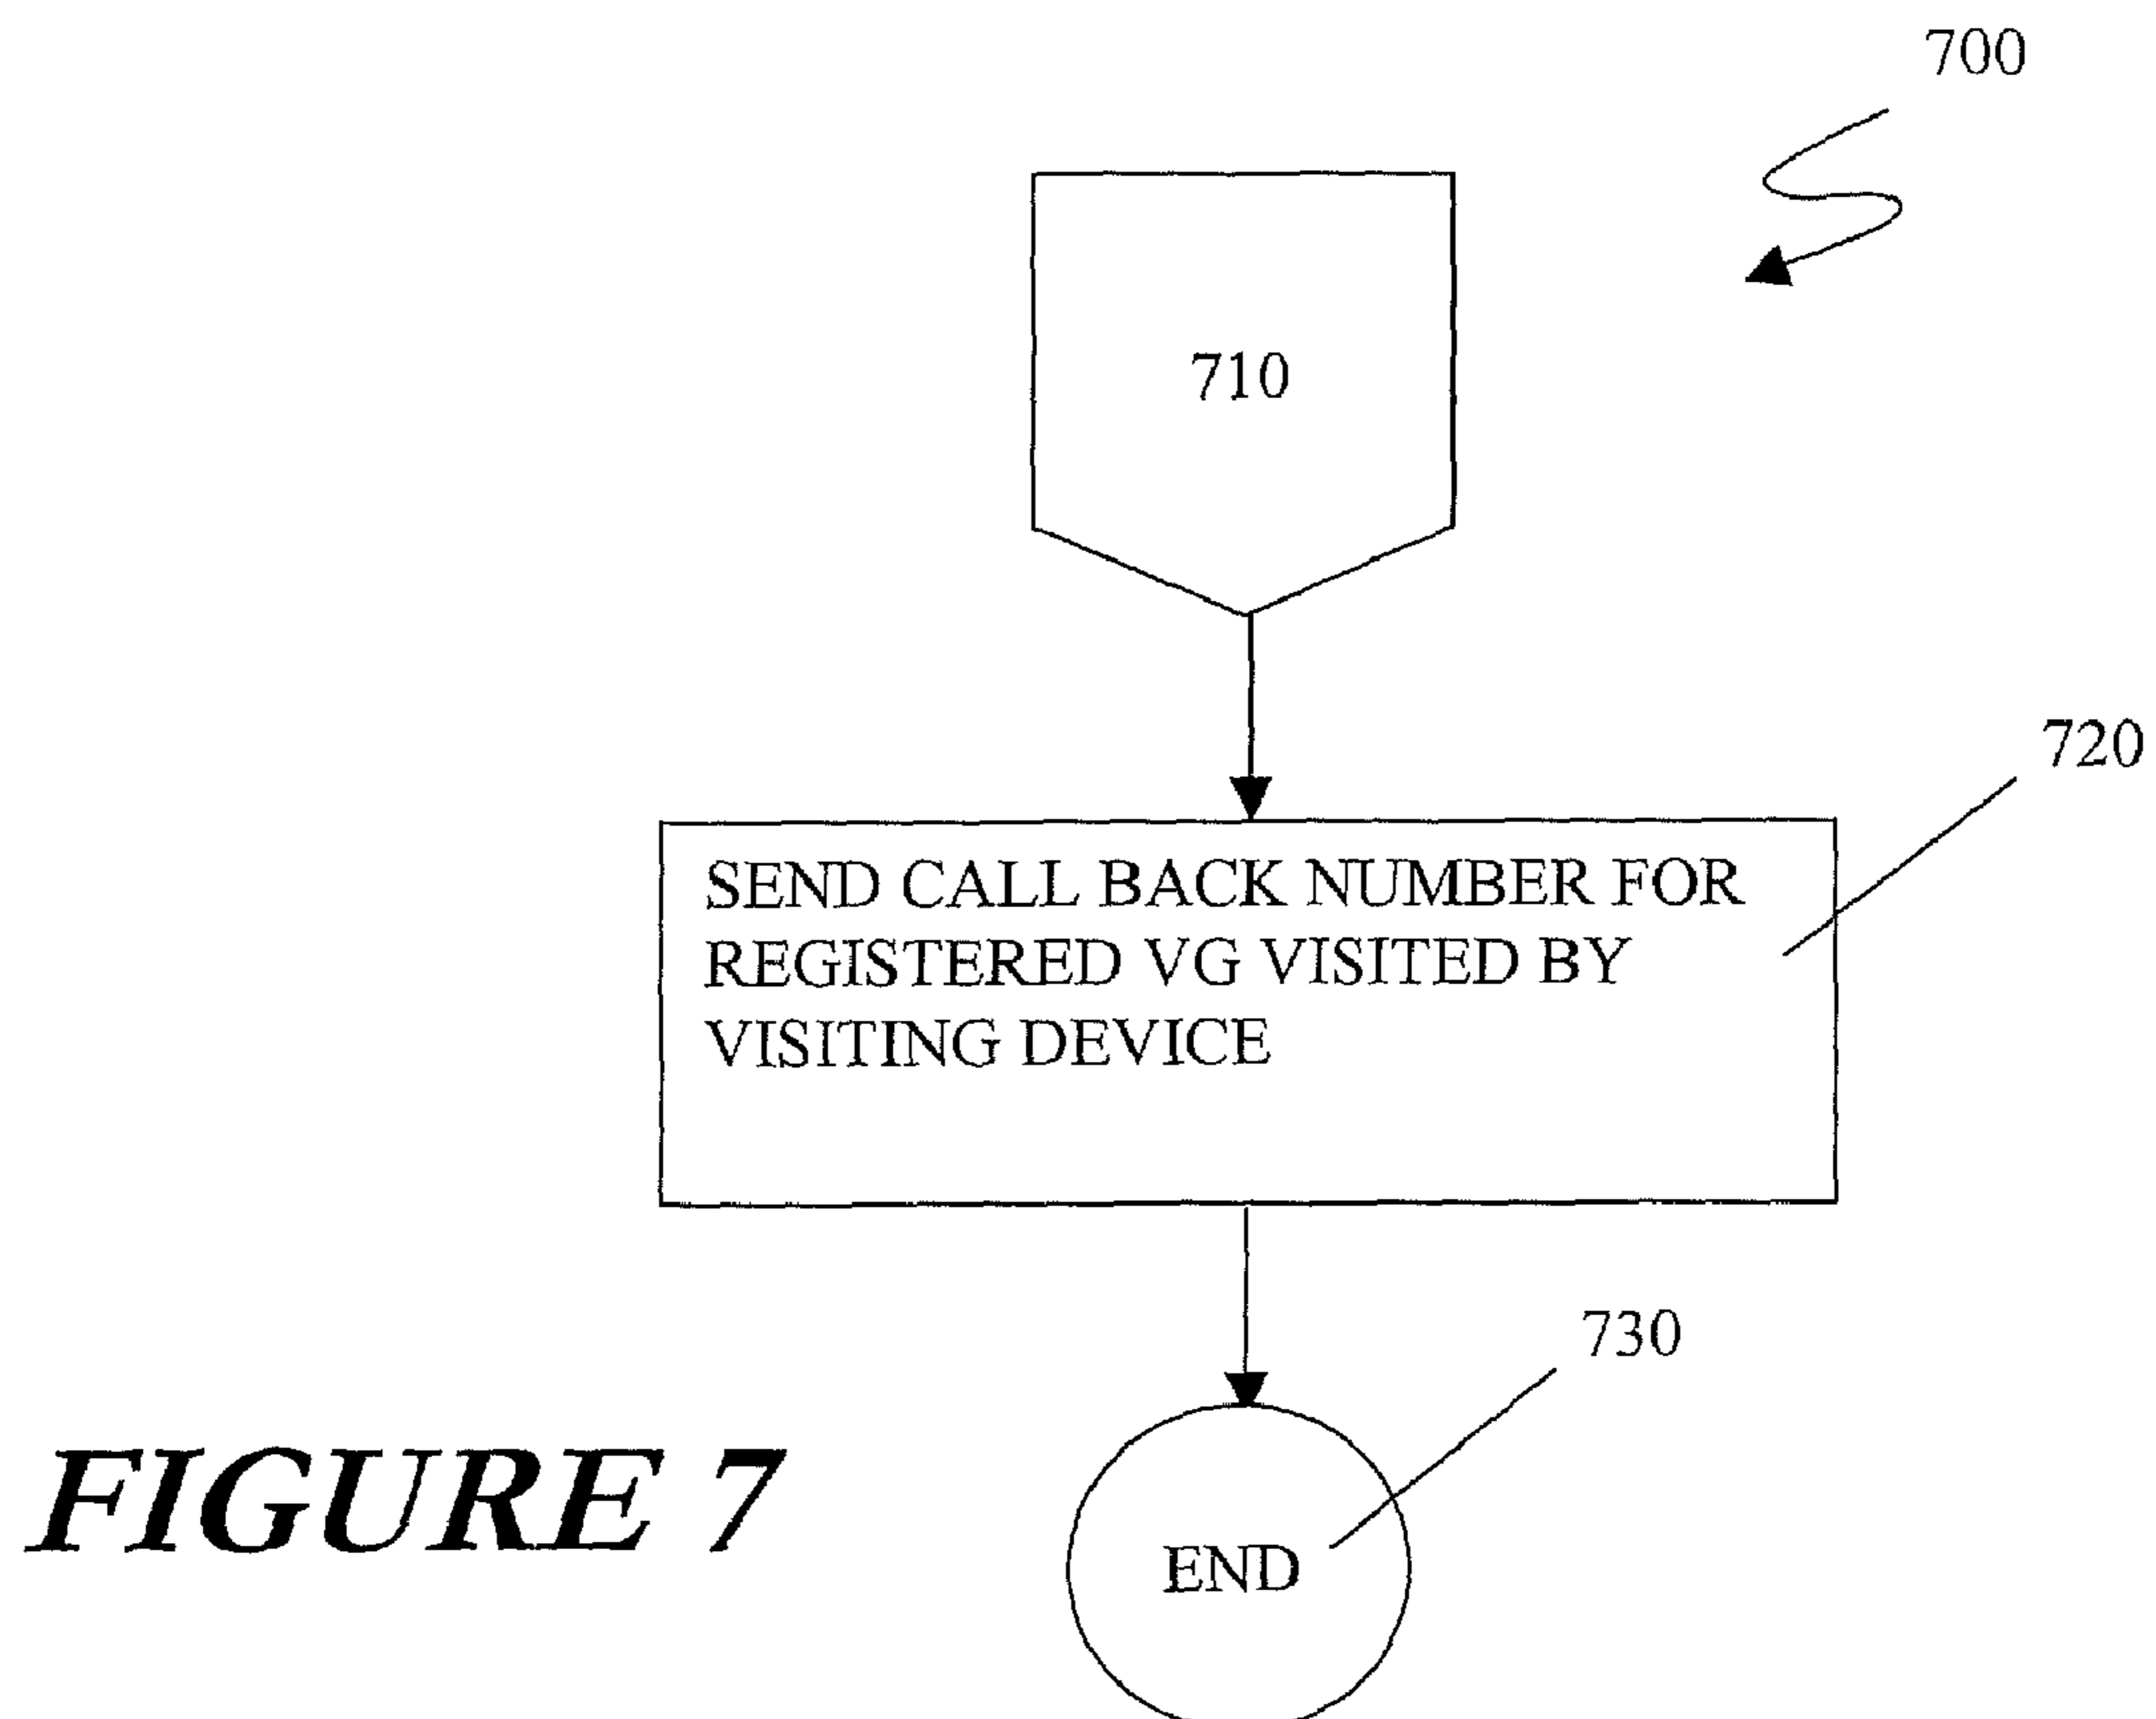 700
710
720
SEND CALL BACK NUMBER FOR
REGISTERED VG VISITED BY
VISITING DEVICE
730
END
FIGURE 7